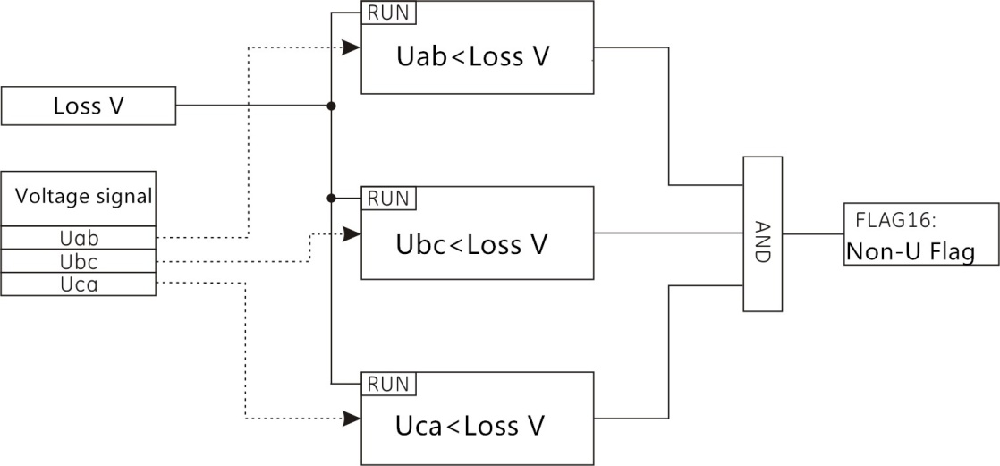 RUN
Uab<Loss V
Loss V
Voltage signal
Uab
Ubc
Uca
RUN
Ubc<Loss V
RUN
Uca<Loss V
AND
FLAG16:
Non-U Flag